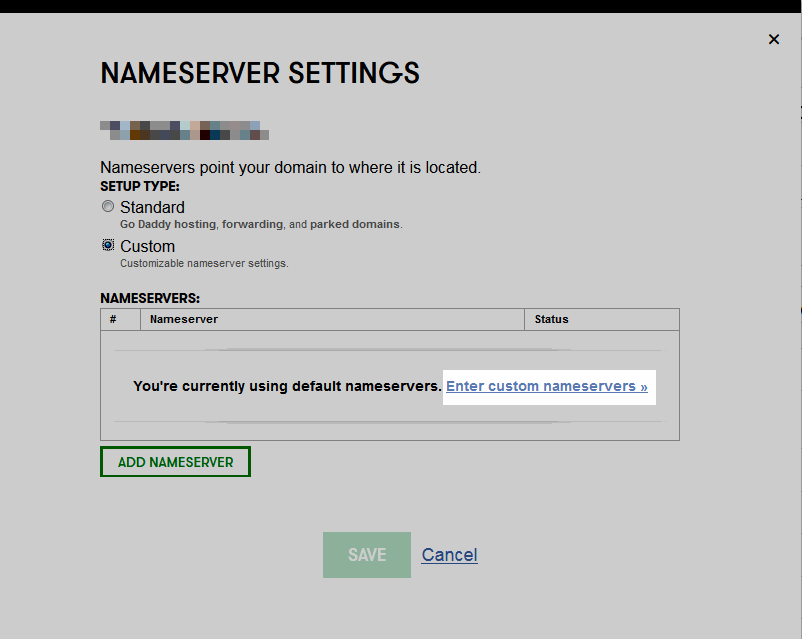 ×
NAMESERVER SETTINGS
Nameservers point your domain to where it is located.
SETUP TYPE:
Standard
Go Daddy hosting, forwarding, and parked domains.
Custom
Customizable nameserver settings.
NAMESERVERS:
# Nameserver Status
You're currently using default nameservers. Enter custom nameservers »
ADD NAMESERVER
SAVE Cancel